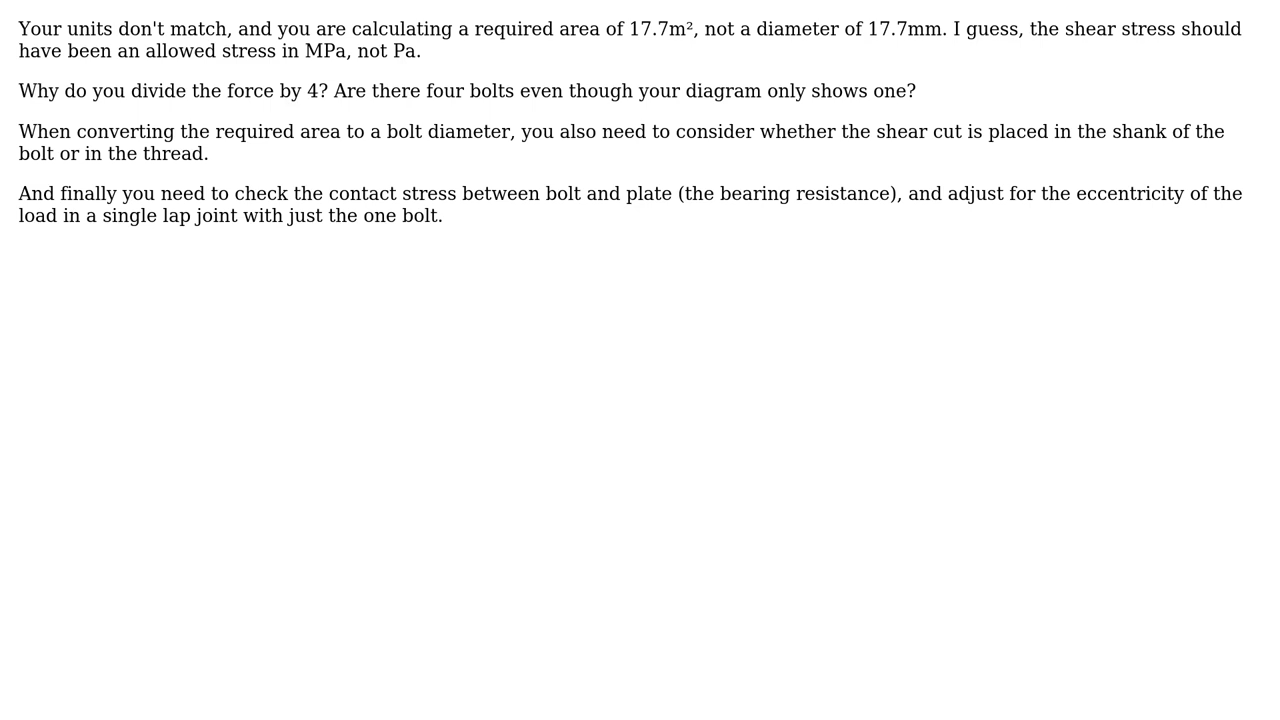 Your units don't match, and you are calculating a required area of 17.7m², not a diameter of 17.7mm. I guess, the shear stress should
have been an allowed stress in MPa, not Pa.
Why do you divide the force by 4? Are there four bolts even though your diagram only shows one?
When converting the required area to a bolt diameter, you also need to consider whether the shear cut is placed in the shank of the
bolt or in the thread.
And finally you need to check the contact stress between bolt and plate (the bearing resistance), and adjust for the eccentricity of the
load in a single lap joint with just the one bolt.